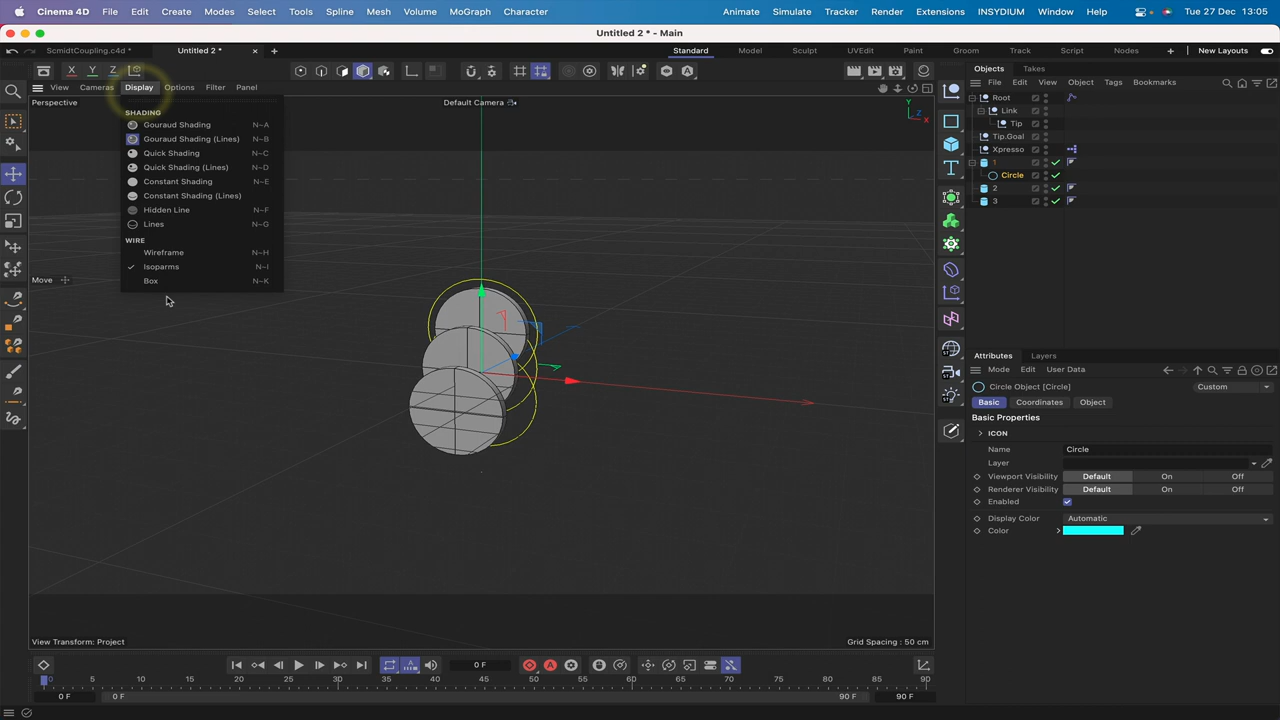 Cinema 4D File Edit Create Modes Select Tools Spline Mesh Volume MoGraph Character Animate Simulate Tracker Render Extensions INSYDIUM Window Help Tue 27 Dec 13:05
Untitled 2 * - Main
ScmidtCoupling.c4d * Untitled 2 * Standard Model Sculpt UVEdit Paint Groom Track Script Nodes New Layouts
X Y Z
Objects Takes
View Cameras Display Options Filter Panel
File Edit View Object Tags Bookmarks
Perspective
Default Camera
Y
Z
X
SHADING
Gouraud Shading N~A
Gouraud Shading (Lines) N~B
Quick Shading N~C
Quick Shading (Lines) N~D
Constant Shading N~E
Constant Shading (Lines)
Hidden Line N~F
Lines N~G
WIRE
Wireframe N~H
Isoparms N~I
Box N~K
Move
Root
Link
Tip
Tip.Goal
Xpresso
1
Circle
2
3
Attributes Layers
Mode Edit User Data
Circle Object [Circle] Custom
Basic Coordinates Object
Basic Properties
ICON
Name Circle
Layer
Viewport Visibility Default On Off
Renderer Visibility Default On Off
Enabled
Display Color Automatic
Color
View Transform: Project
Grid Spacing : 50 cm
0 F
0 5 10 15 20 25 30 35 40 45 50 55 60 65 70 75 80 85 90
0 F 0 F 90 F 90 F